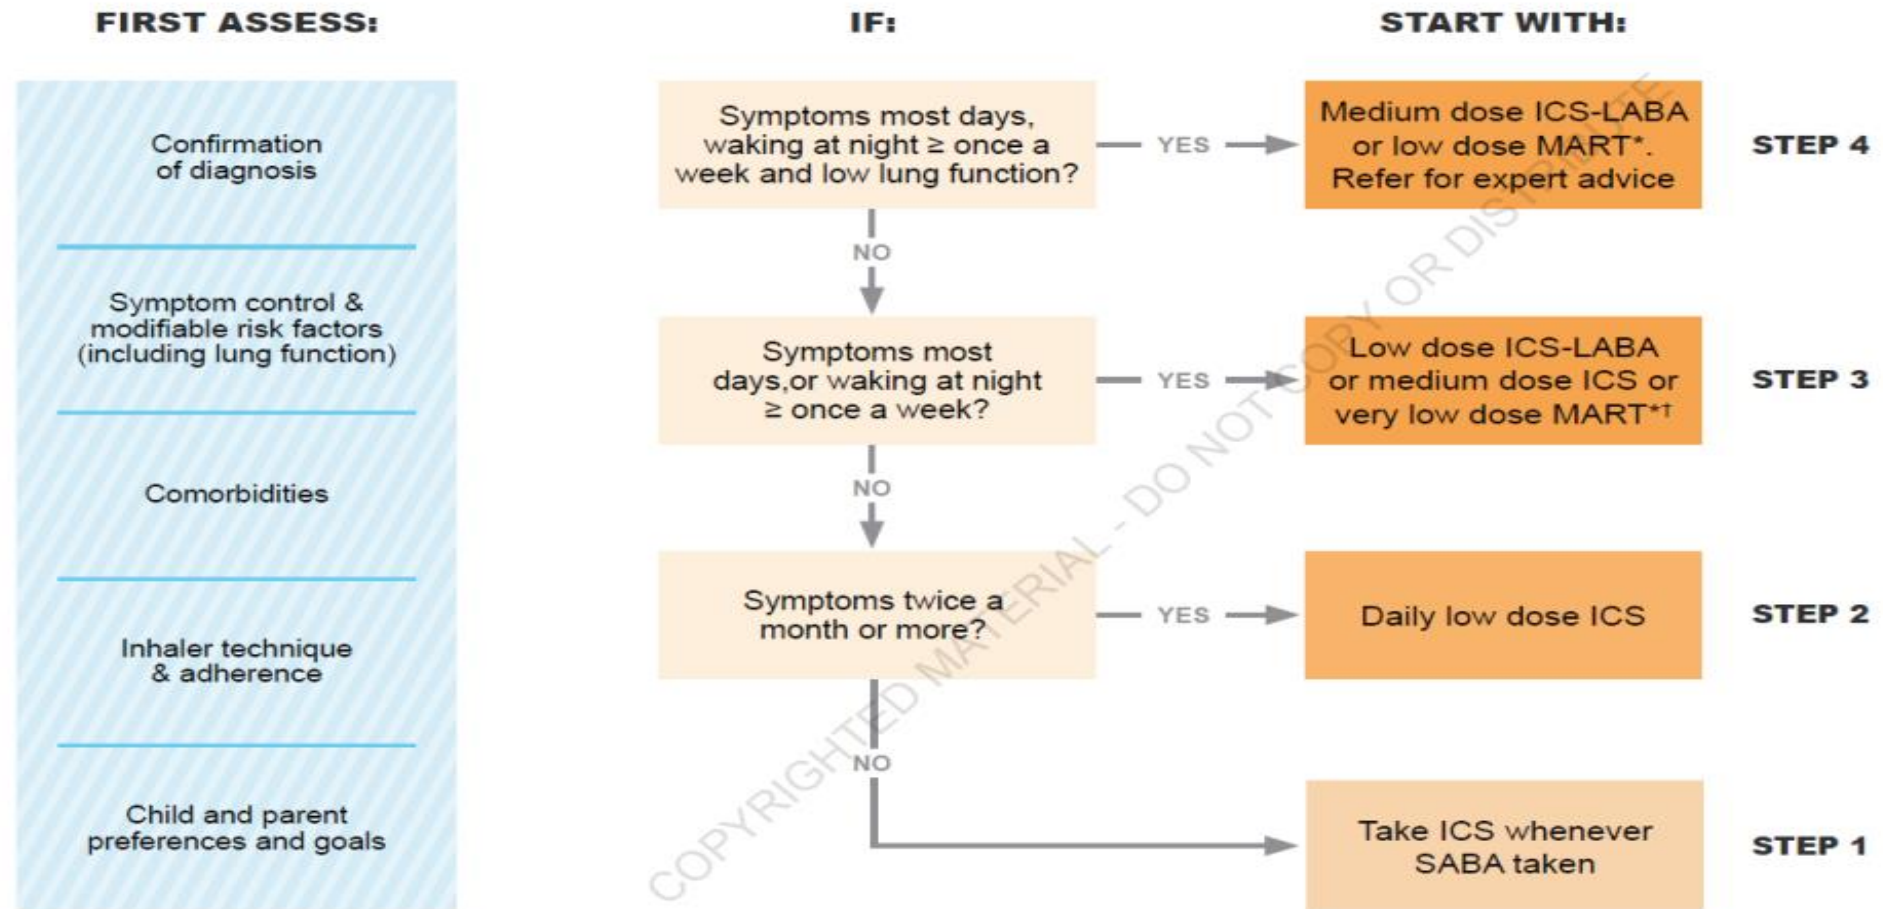 FIRST ASSESS:
IF:
START WITH:
Confirmation
of diagnosis
Symptom control &
modifiable risk factors
(including lung function)
Comorbidities
Inhaler technique
& adherence
Child and parent
preferences and goals
Symptoms most days,
waking at night ≥ once a
week and low lung function?
YES
Medium dose ICS-LABA
or low dose MART*.
Refer for expert advice
STEP 4
NO
Symptoms most
days,or waking at night
≥ once a week?
YES
Low dose ICS-LABA
or medium dose ICS or
very low dose MART*†
STEP 3
NO
Symptoms twice a
month or more?
YES
Daily low dose ICS
STEP 2
NO
Take ICS whenever
SABA taken
STEP 1
COPYRIGHTED MATERIAL - DO NOT COPY OR DISTRIBUTE